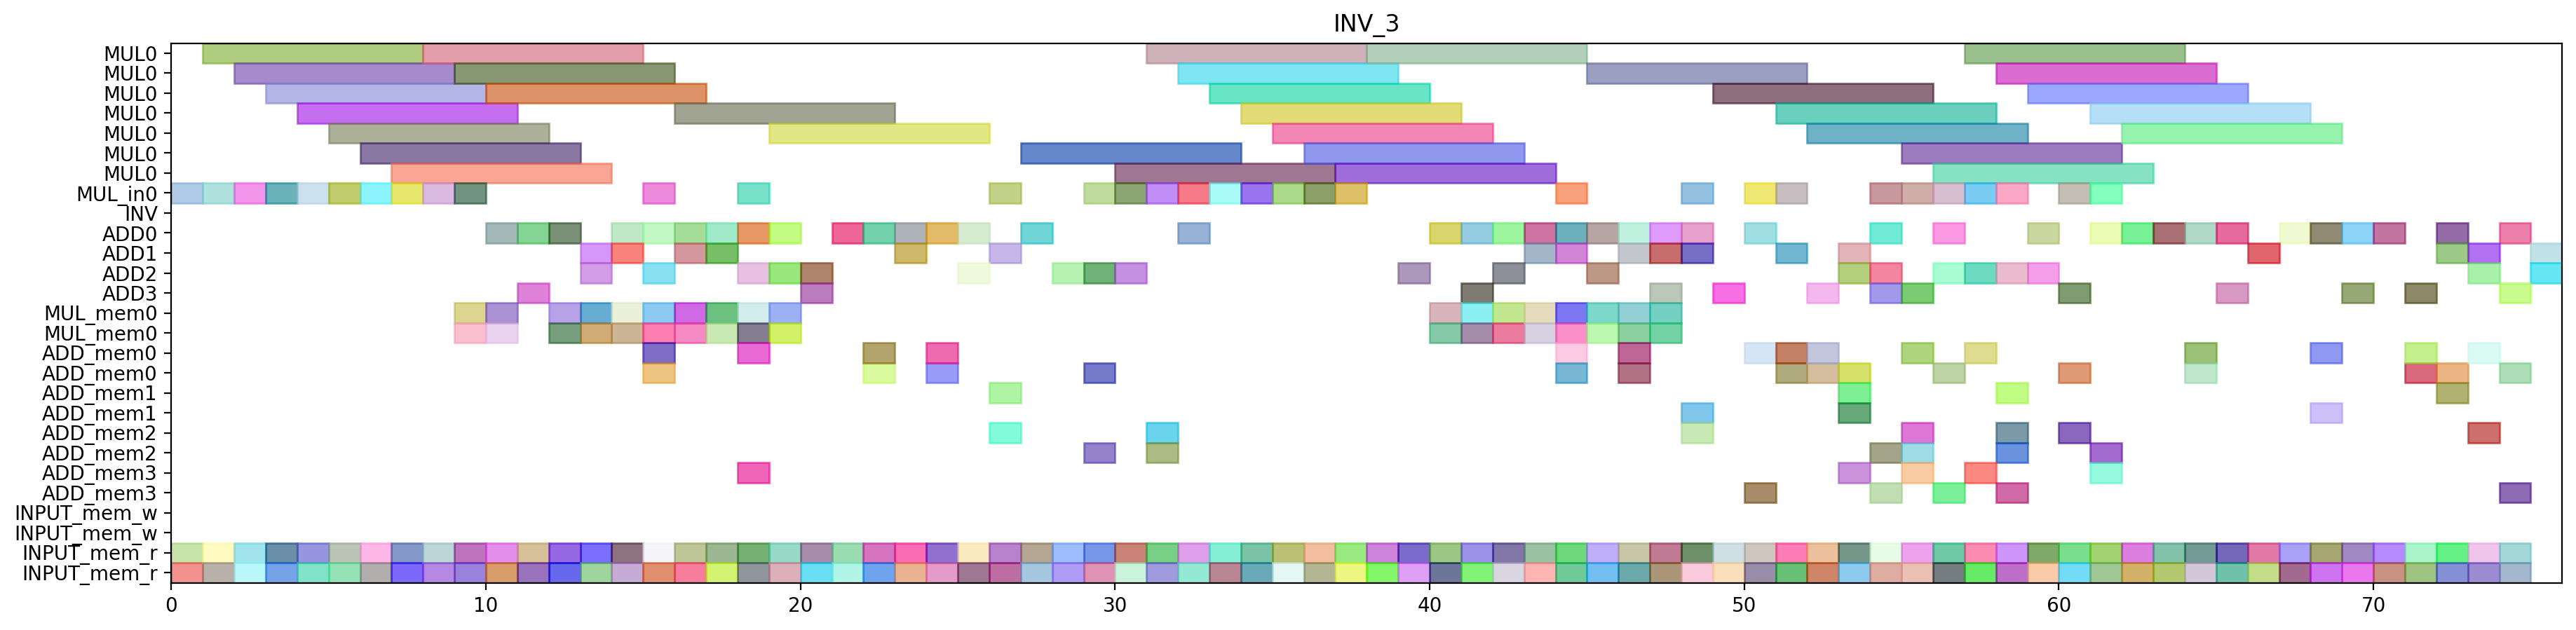 INV_3
MUL0
MUL0
MUL0
MUL0
MUL0
MUL0
MUL0
MUL_in0
INV
ADD0
ADD1
ADD2
ADD3
MUL_mem0
MUL_mem0
ADD_mem0
ADD_mem0
ADD_mem1
ADD_mem1
ADD_mem2
ADD_mem2
ADD_mem3
ADD_mem3
INPUT_mem_w
INPUT_mem_w
INPUT_mem_r
INPUT_mem_r
0 10 20 30 40 50 60 70